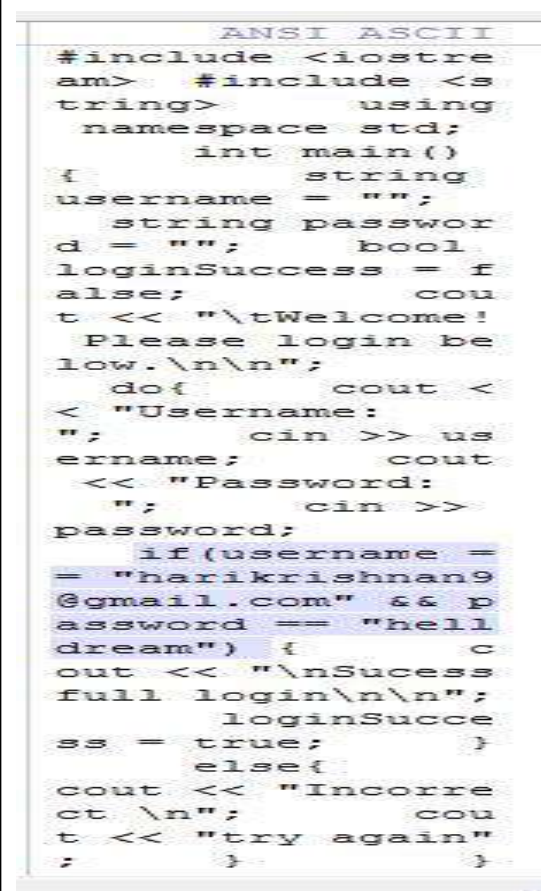 ANSI ASCII
#include <iostre
am> #include <s
tring> using
namespace std;
int main()
{ string
username = "";
string passwor
d = ""; bool
loginSuccess = f
alse; cou
t << "\tWelcome!
Please login be
low.\n\n";
do{ cout <
< "Username:
"; cin >> us
ername; cout
<< "Password:
"; cin >>
password;
if(username =
= "harikrishnan9
@gmail.com" && p
assword == "hell
dream") { c
out << "\nSucess
full login\n\n";
loginSucce
ss = true; }
else{
cout << "Incorre
ct \n"; cou
t << "try again"
; } }